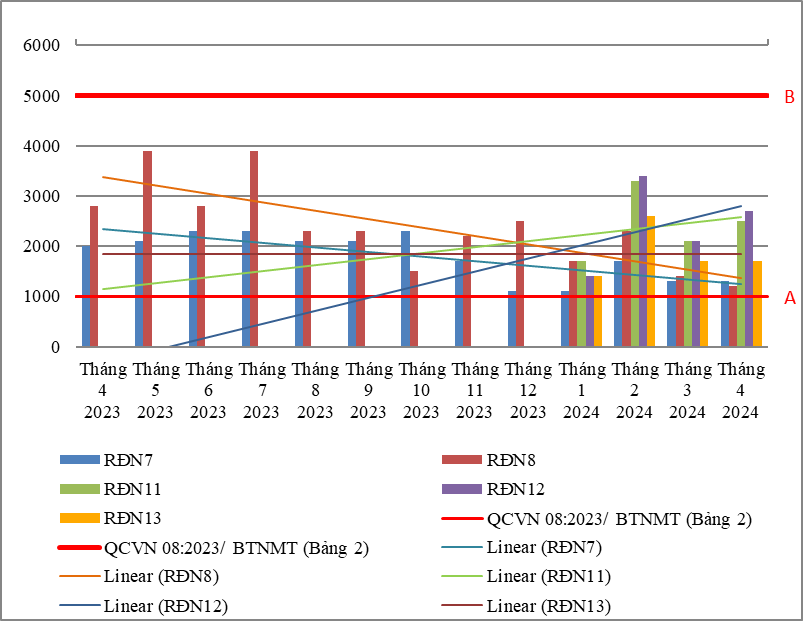 6000
5000
B
4000
3000
2000
1000
A
0
Tháng 4 2023
Tháng 5 2023
Tháng 6 2023
Tháng 7 2023
Tháng 8 2023
Tháng 9 2023
Tháng 10 2023
Tháng 11 2023
Tháng 12 2023
Tháng 1 2024
Tháng 2 2024
Tháng 3 2024
Tháng 4 2024
RĐN7
RĐN8
RĐN11
RĐN12
RĐN13
QCVN 08:2023/ BTNMT (Bảng 2)
QCVN 08:2023/ BTNMT (Bảng 2)
Linear (RĐN7)
Linear (RĐN8)
Linear (RĐN11)
Linear (RĐN12)
Linear (RĐN13)